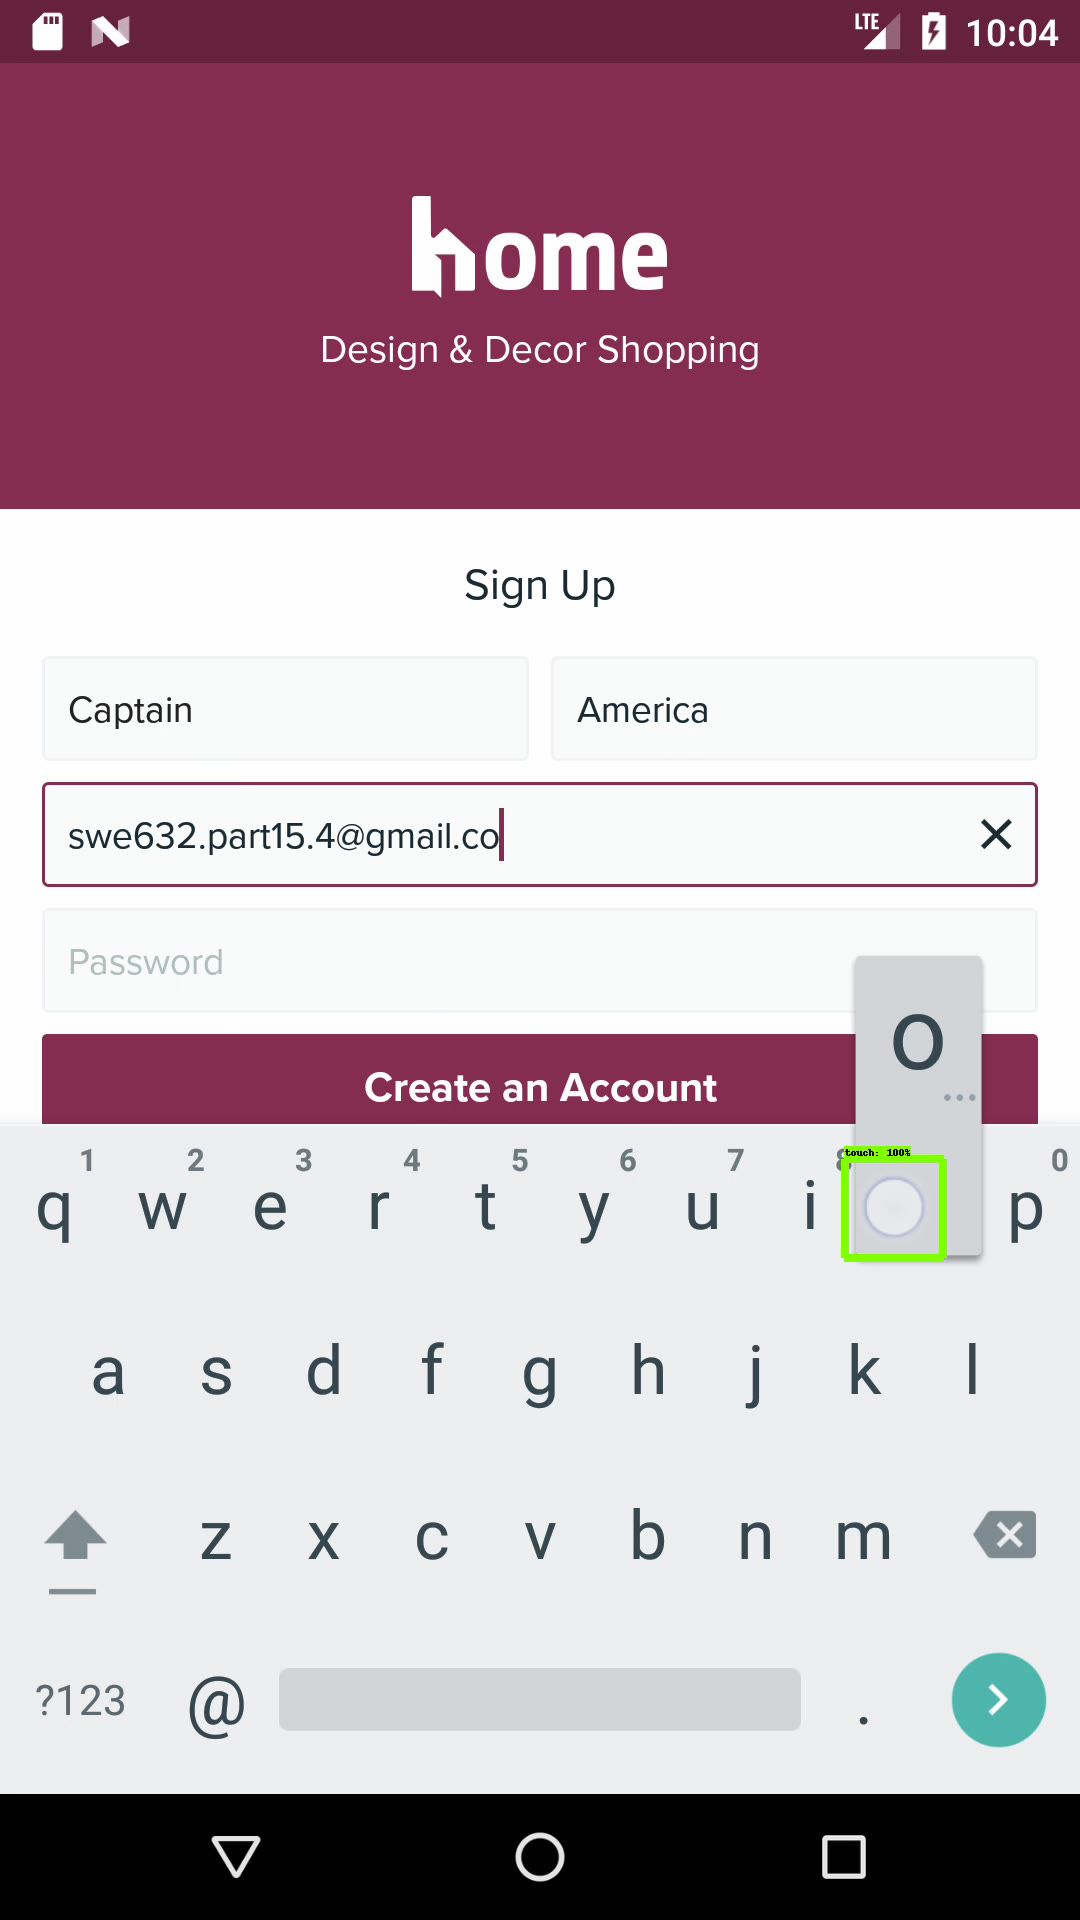 LTE 10:04
home
Design & Decor Shopping
Sign Up
Captain America
swe632.part15.4@gmail.co
Password
o
...
Create an Account
touch: 100%
1 2 3 4 5 6 7 8 0
q w e r t y u i p
a s d f g h j k l
z x c v b n m
?123 @ .